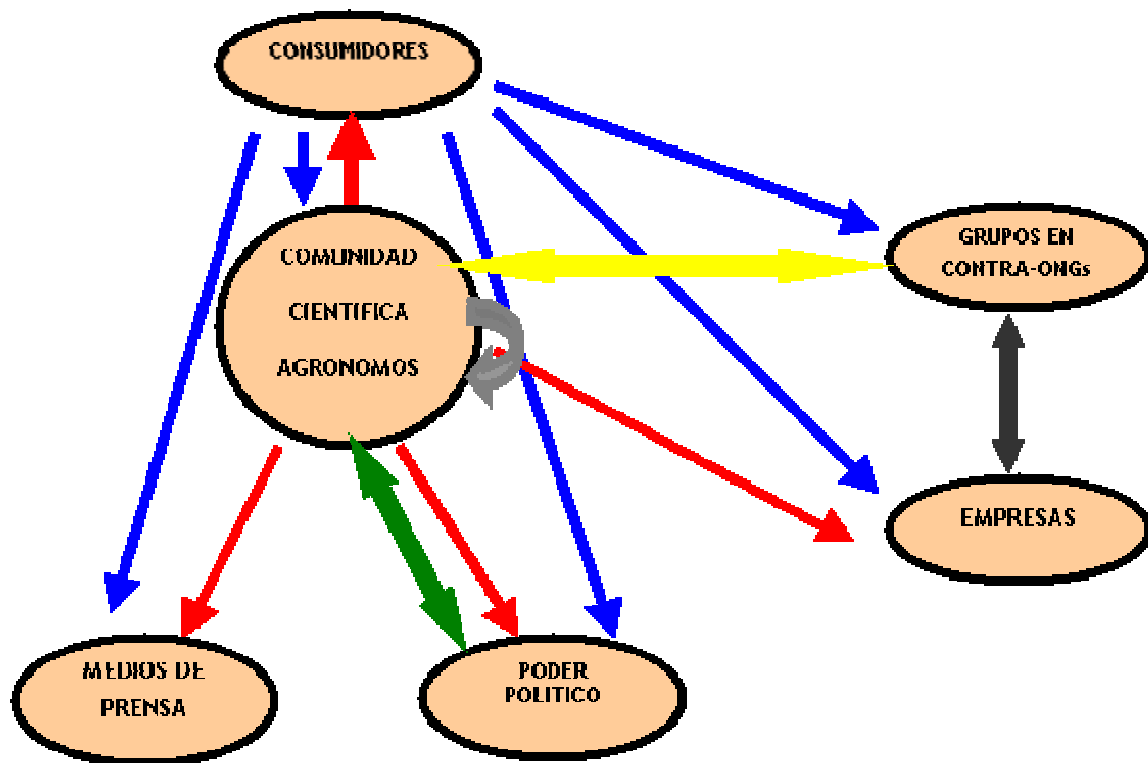 CONSUMIDORES
COMUNIDAD
CIENTIFICA
AGRONOMOS
GRUPOS EN
CONTRA-ONGs
EMPRESAS
MEDIOS DE
PRENSA
PODER
POLITICO